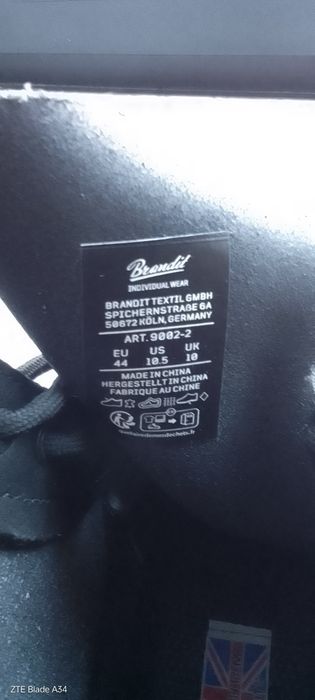 Brandit
INDIVIDUAL WEAR
BRANDIT TEXTIL GMBH
SPICHERNSTRAßE 6A
50672 KÖLN, GERMANY
ART. 9002-2
EU US UK
44 10.5 10
MADE IN CHINA
HERGESTELLT IN CHINA
FABRIQUE AU CHINE
ZTE Blade A34